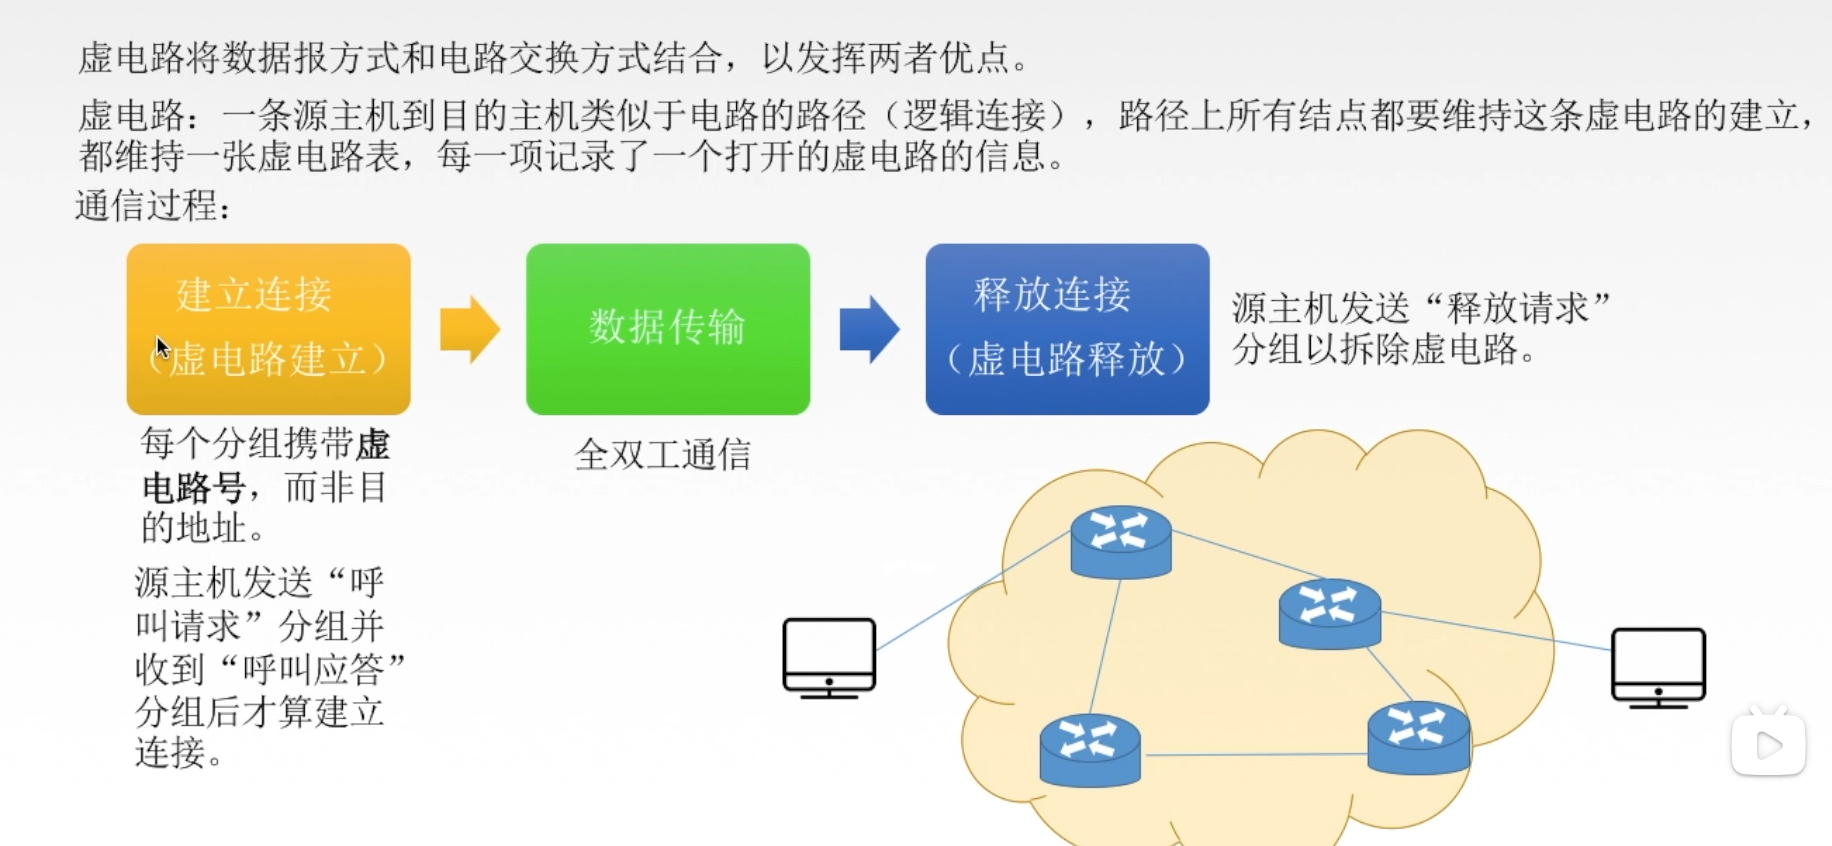 虚电路将数据报方式和电路交换方式结合，以发挥两者优点。
虚电路：一条源主机到目的主机类似于电路的路径（逻辑连接），路径上所有结点都要维持这条虚电路的建立，
都维持一张虚电路表，每一项记录了一个打开的虚电路的信息。
通信过程：
建立连接
（虚电路建立）
数据传输
释放连接
（虚电路释放）
源主机发送“释放请求”
分组以拆除虚电路。
每个分组携带虚
电路号，而非目
的地址。
全双工通信
源主机发送“呼
叫请求”分组并
收到“呼叫应答”
分组后才算建立
连接。